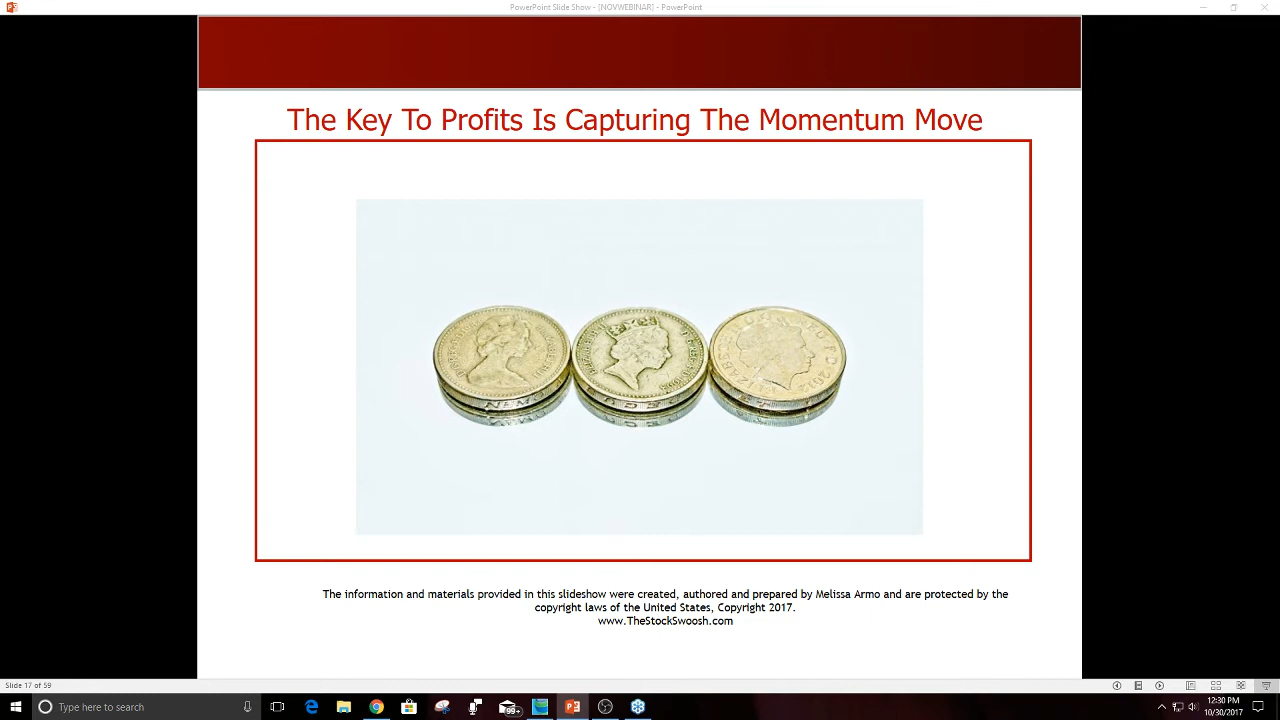 PowerPoint Slide Show - [NOVWEBINAR] - PowerPoint
The Key To Profits Is Capturing The Momentum Move
The information and materials provided in this slideshow were created, authored and prepared by Melissa Armo and are protected by the
copyright laws of the United States, Copyright 2017.
www.TheStockSwoosh.com
Slide 17 of 59
Type here to search
99+
12:30 PM
10/30/2017